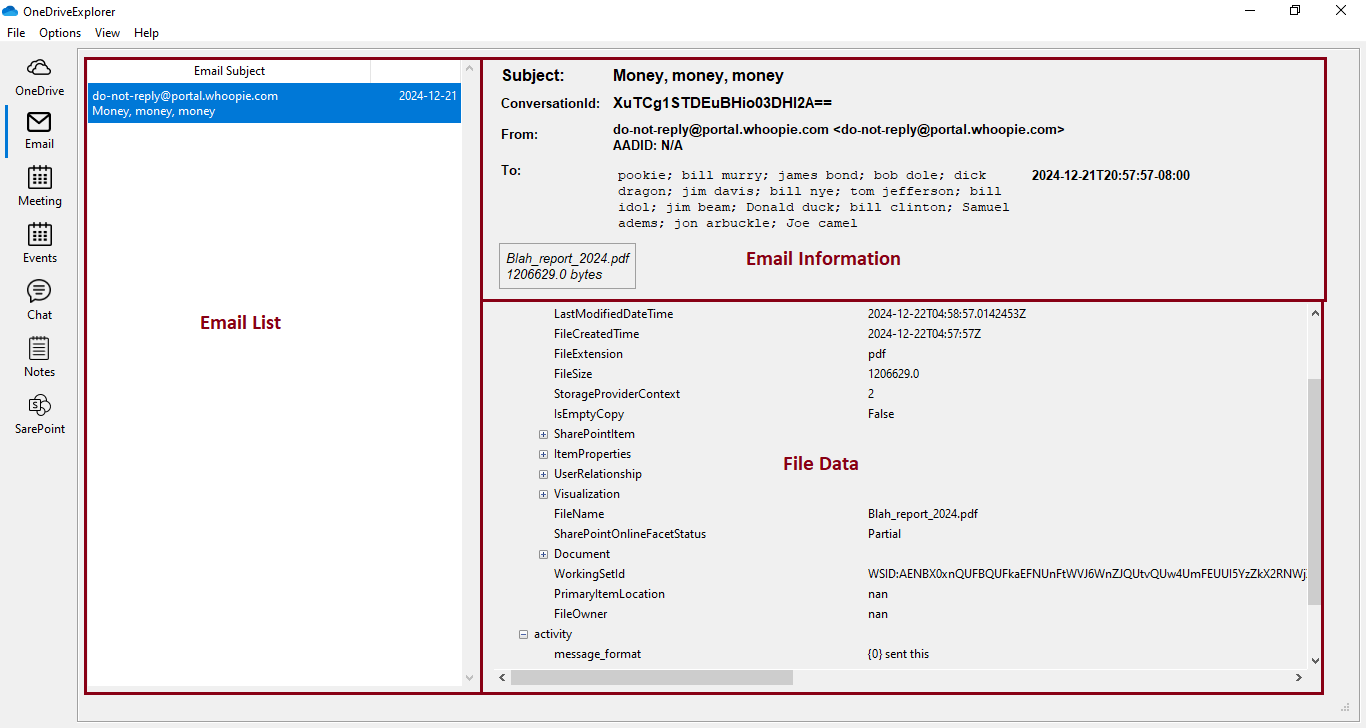 OneDriveExplorer
File Options View Help
OneDrive
Email
Meeting
Events
Chat
Notes
SarePoint
Email Subject
do-not-reply@portal.whoopie.com 2024-12-21
Money, money, money
Email List
Subject: Money, money, money
ConversationId: XuTCg1STDEuBHio03DHI2A==
From: do-not-reply@portal.whoopie.com <do-not-reply@portal.whoopie.com>
AADID: N/A
To: pookie; bill murry; james bond; bob dole; dick 2024-12-21T20:57:57-08:00
dragon; jim davis; bill nye; tom jefferson; bill
idol; jim beam; Donald duck; bill clinton; Samuel
adems; jon arbuckle; Joe camel
Blah_report_2024.pdf
1206629.0 bytes
Email Information
LastModifiedDateTime 2024-12-22T04:58:57.0142453Z
FileCreatedTime 2024-12-22T04:57:57Z
FileExtension pdf
FileSize 1206629.0
StorageProviderContext 2
IsEmptyCopy False
SharePointItem
ItemProperties
File Data
UserRelationship
Visualization
FileName Blah_report_2024.pdf
SharePointOnlineFacetStatus Partial
Document
WorkingSetId
PrimaryItemLocation nan
FileOwner nan
activity
message_format {0} sent this